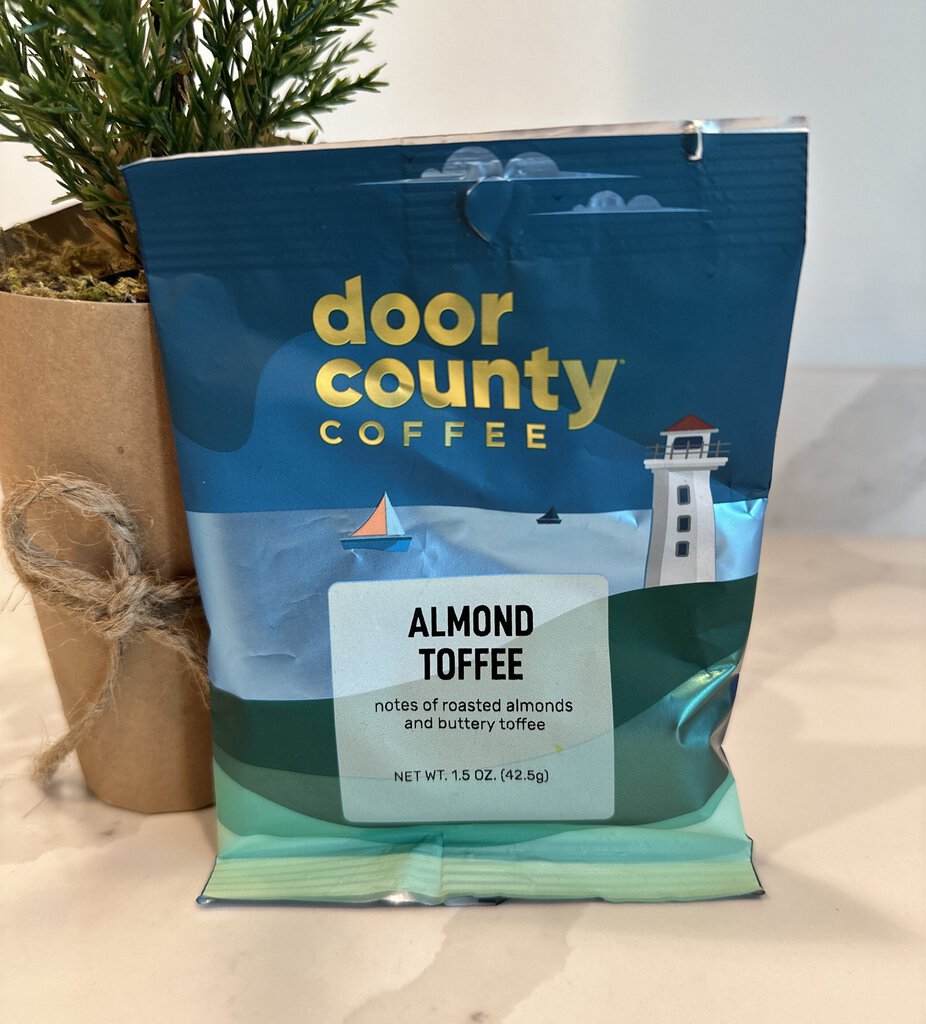 door
county
COFFEE
ALMOND
TOFFEE
notes of roasted almonds
and buttery toffee
NET WT. 1.5 OZ. (42.5g)